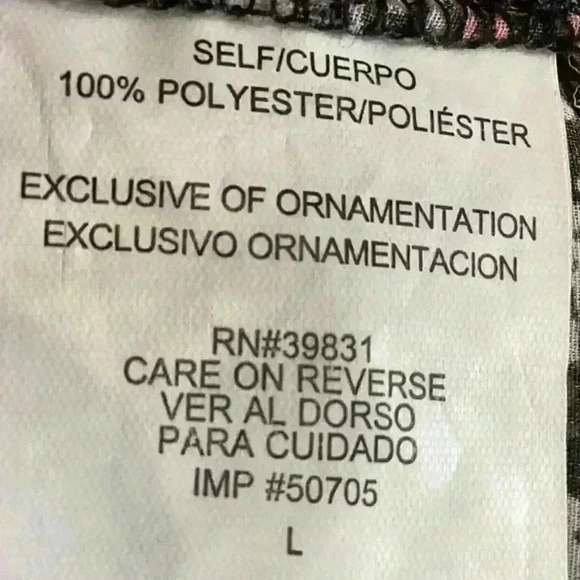 SELF/CUERPO
100% POLYESTER/POLIÉSTER
EXCLUSIVE OF ORNAMENTATION
EXCLUSIVO ORNAMENTACION
RN#39831
CARE ON REVERSE
VER AL DORSO
PARA CUIDADO
IMP #50705
L